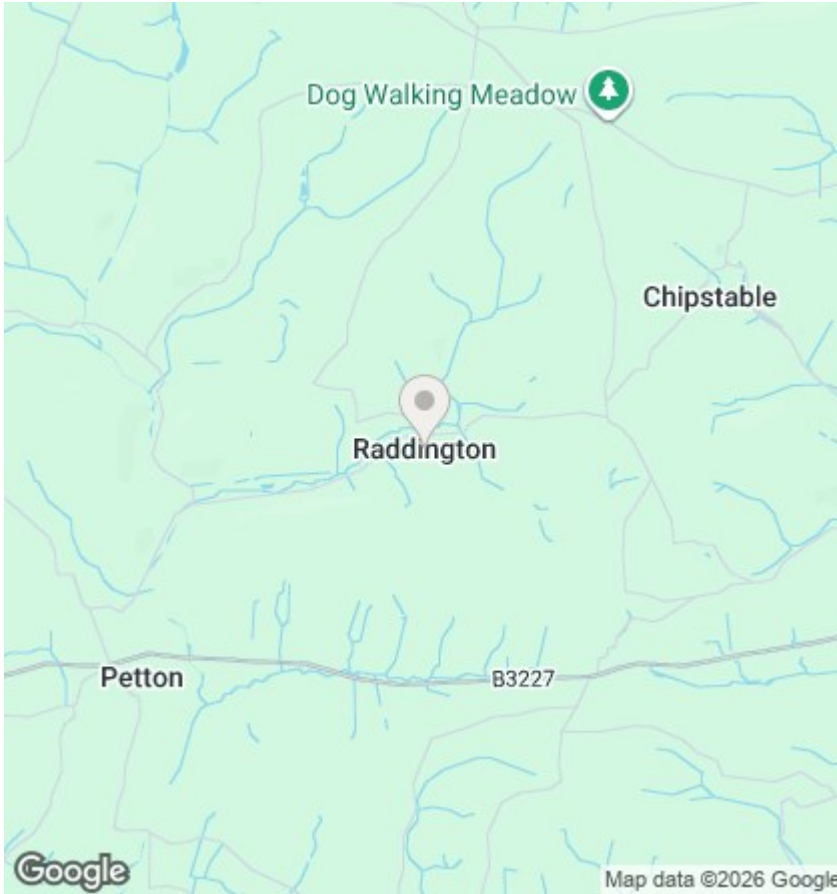 Dog Walking Meadow
Chipstable
Raddington
Petton
B3227
Google
Map data ©2026 Google